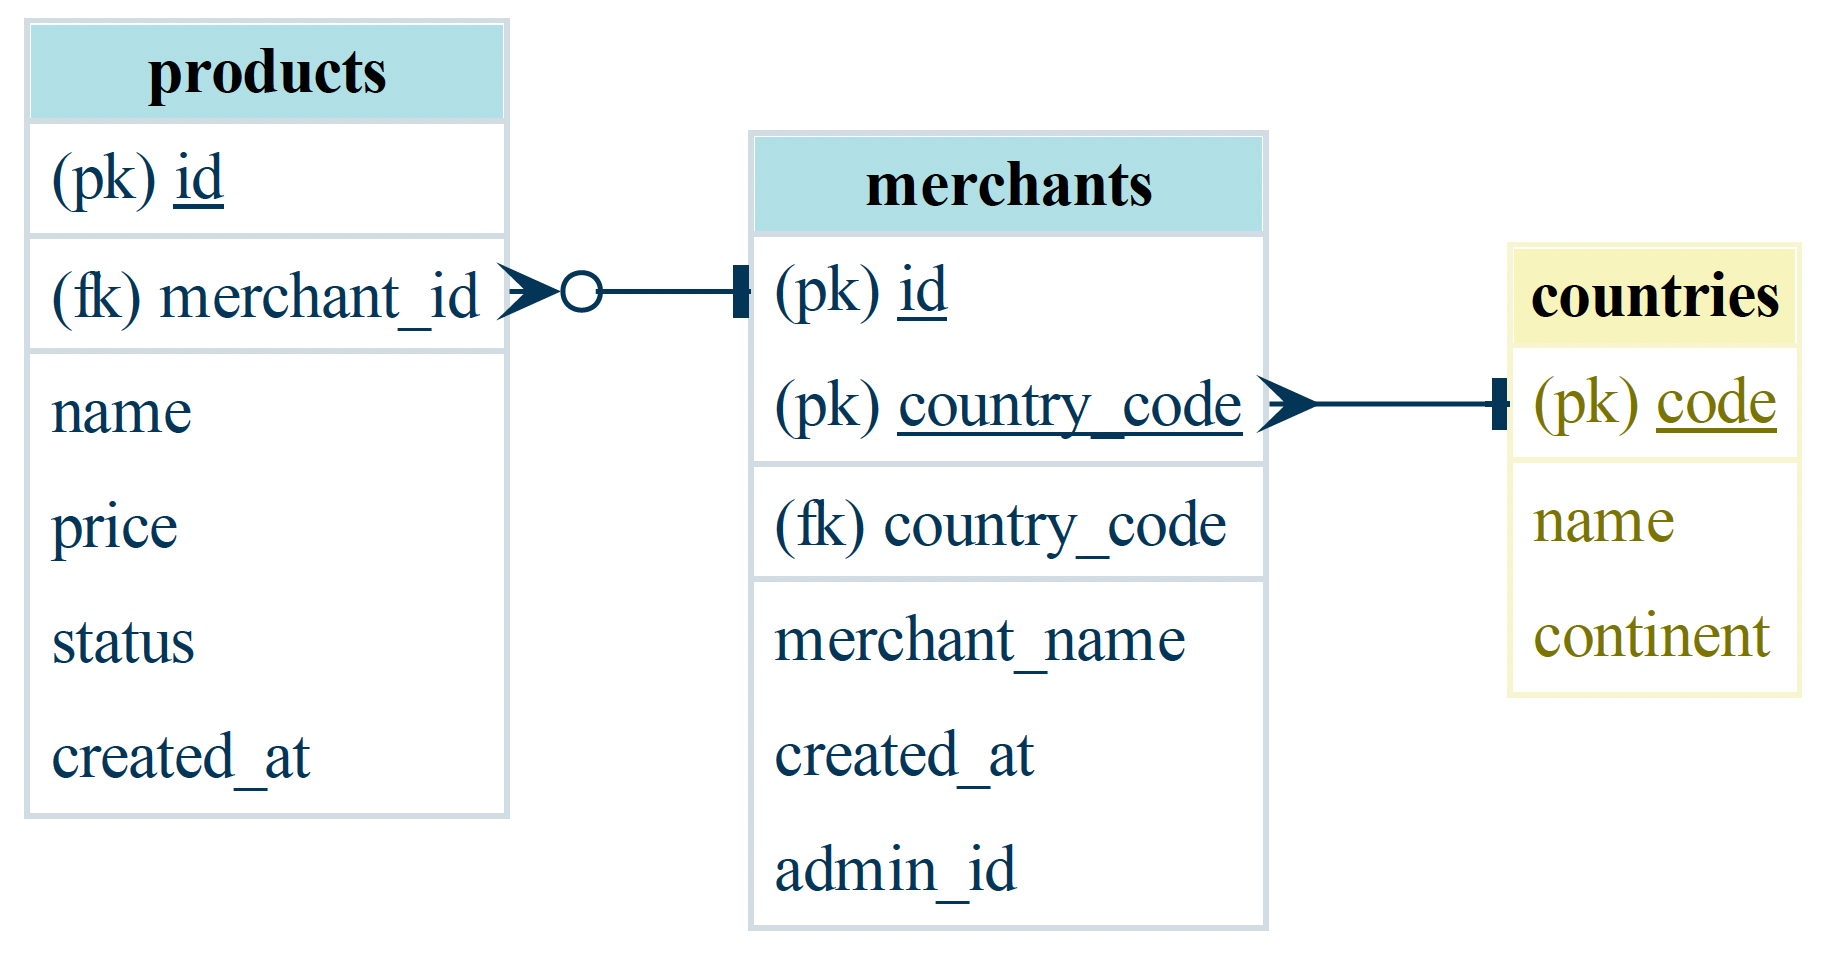 products
(pk) id
(fk) merchant_id
name
price
status
created_at
merchants
(pk) id
(pk) country_code
(fk) country_code
merchant_name
created_at
admin_id
countries
(pk) code
name
continent